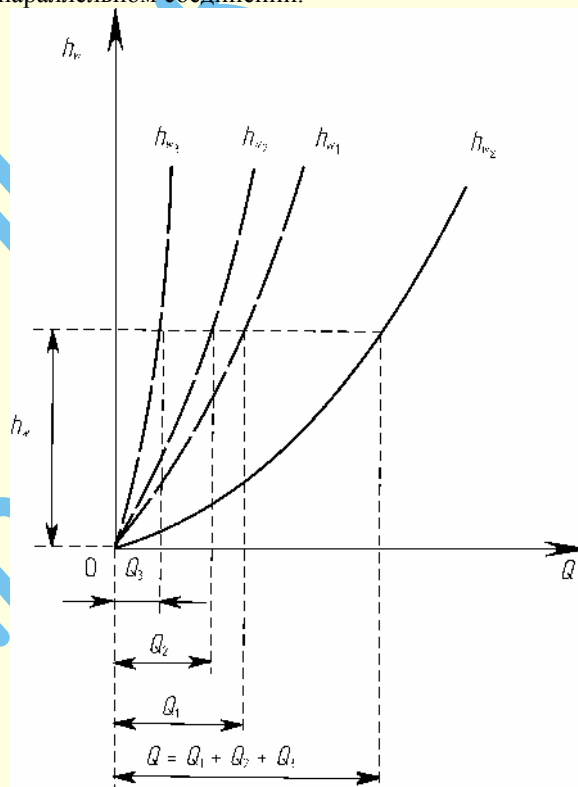 параллельном соединении.
h_w
h_w3
h_w2
h_w1
h_wΣ
h_w
0
Q_3
Q
Q_2
Q_1
Q = Q_1 + Q_2 + Q_3